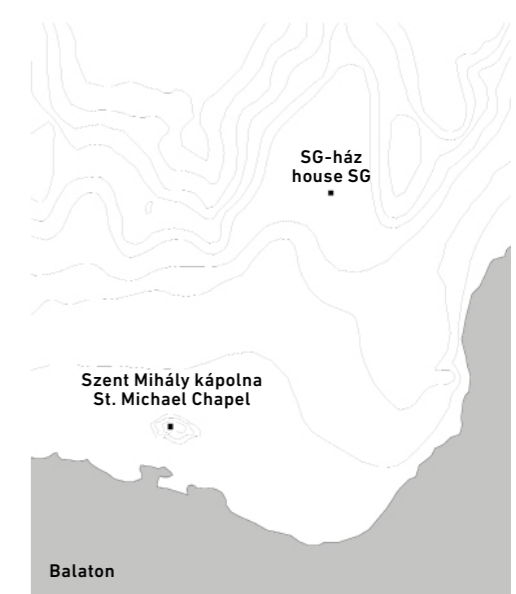 SG-ház
house SG
Szent Mihály kápolna
St. Michael Chapel
Balaton